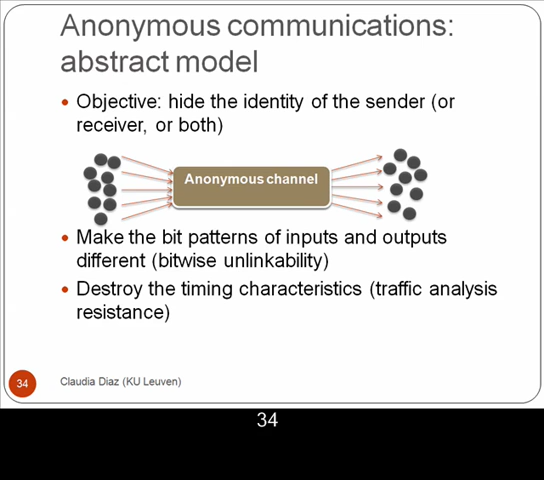 Anonymous communications:
abstract model
• Objective: hide the identity of the sender (or
receiver, or both)
Anonymous channel
• Make the bit patterns of inputs and outputs
different (bitwise unlinkability)
• Destroy the timing characteristics (traffic analysis
resistance)
34
Claudia Diaz (KU Leuven)
34